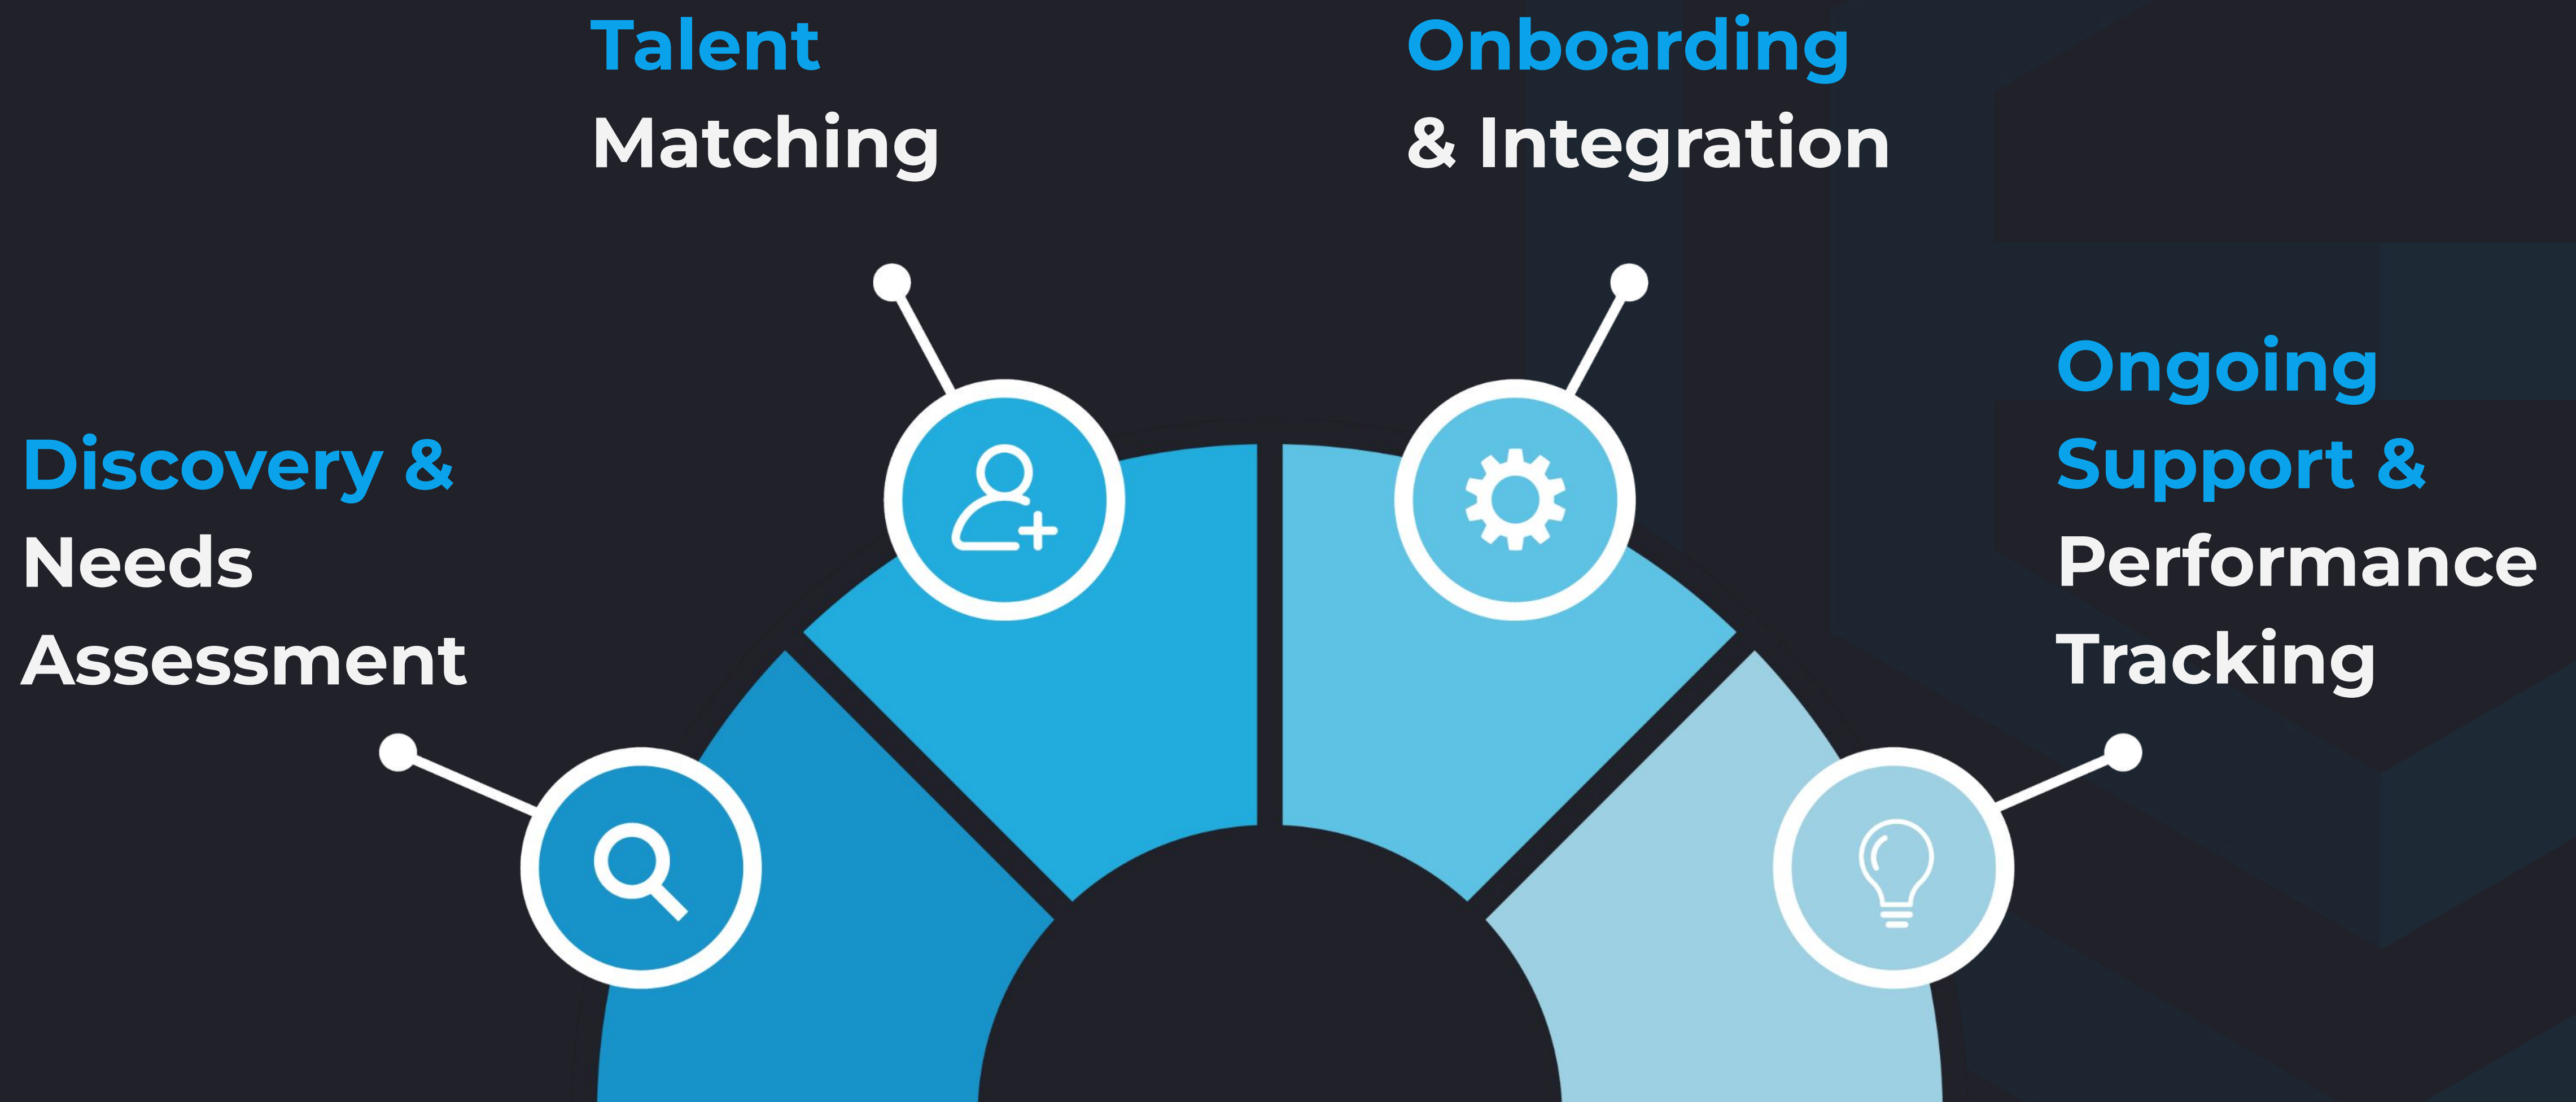 Talent
Matching
Onboarding
& Integration
Discovery &
Needs
Assessment
Ongoing
Support &
Performance
Tracking